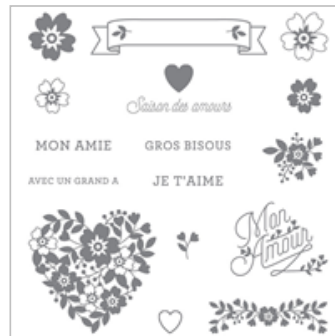 Saison des amours
MON AMIE
GROS BISOUS
AVEC UN GRAND A
JE T'AIME
Mon
Amour